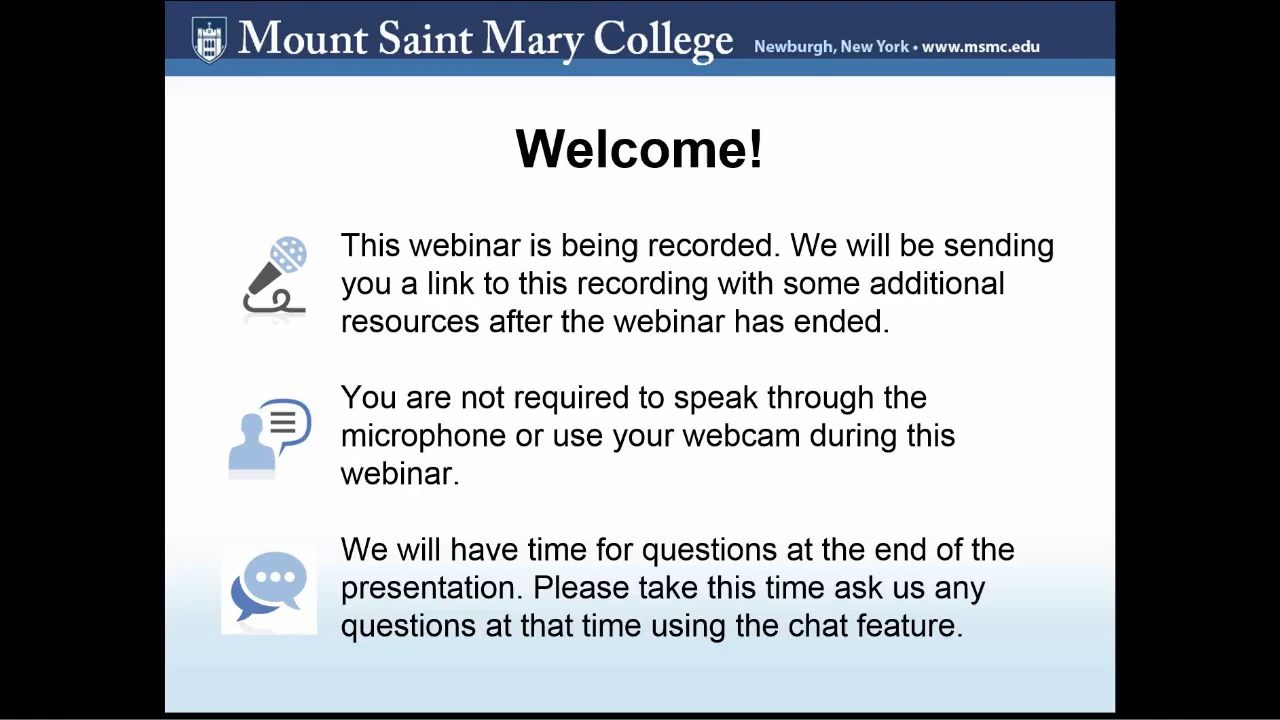 Mount Saint Mary College Newburgh, New York • www.msmc.edu
Welcome!
This webinar is being recorded. We will be sending
you a link to this recording with some additional
resources after the webinar has ended.
You are not required to speak through the
microphone or use your webcam during this
webinar.
We will have time for questions at the end of the
presentation. Please take this time ask us any
questions at that time using the chat feature.